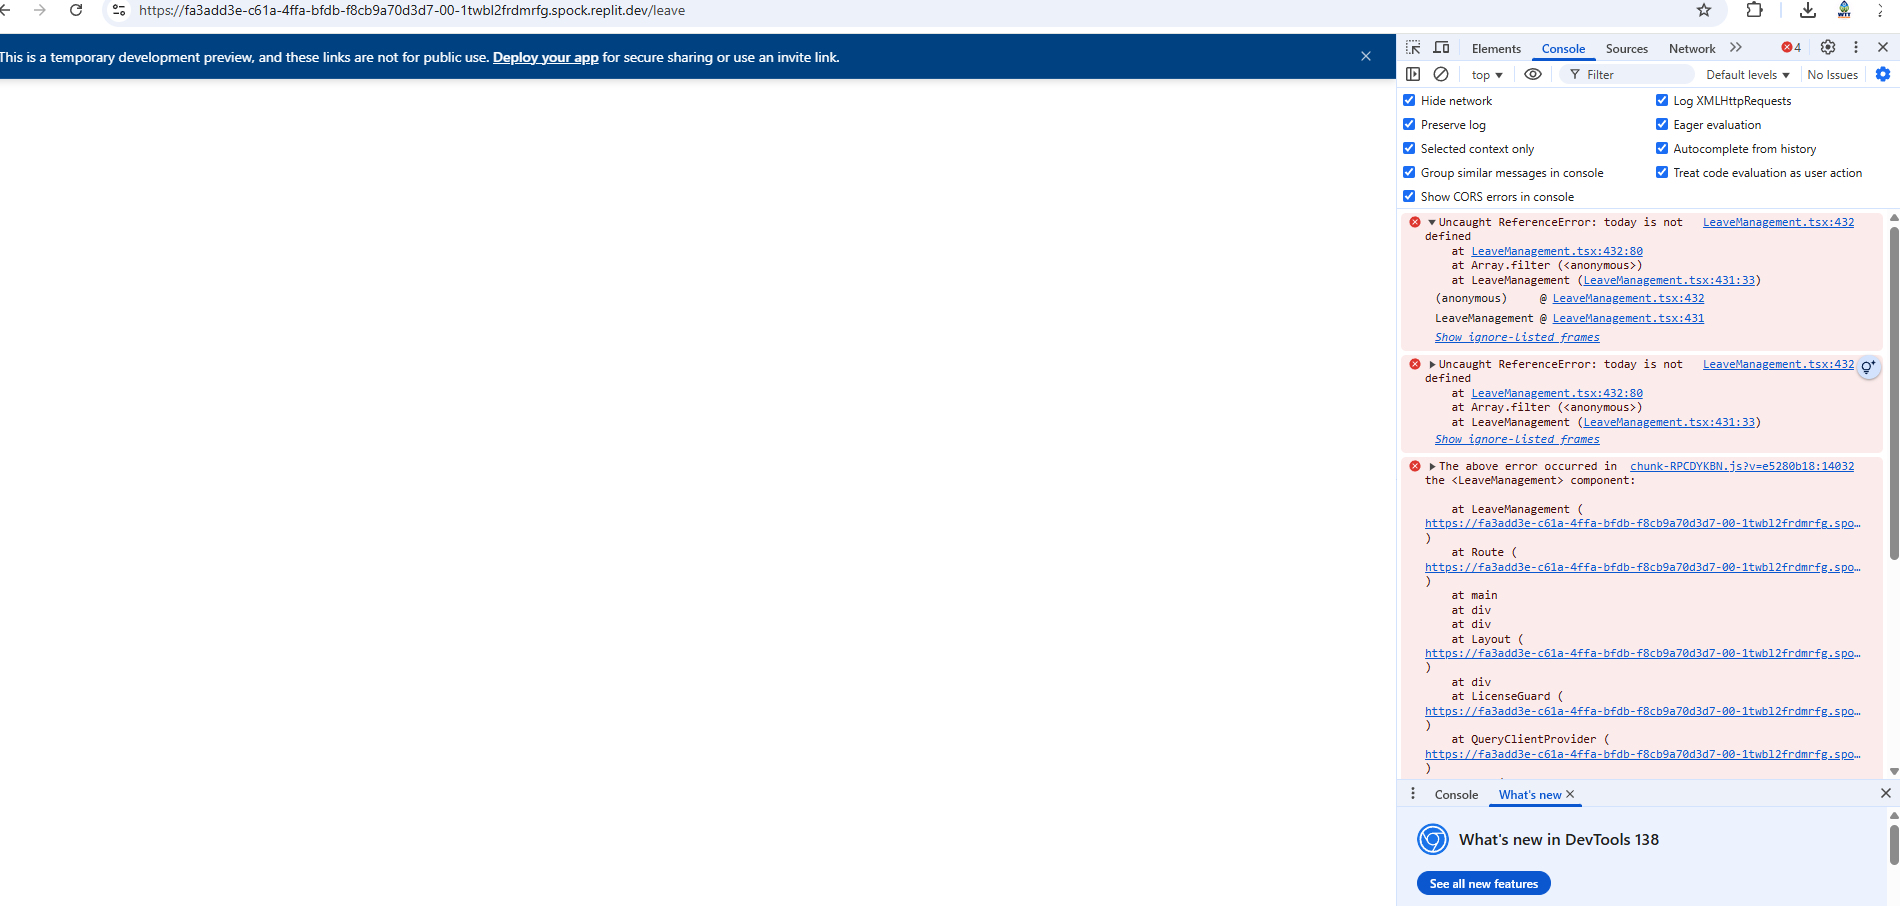 https://fa3add3e-c61a-4ffa-bfdb-f8cb9a70d3d7-00-1twbl2frdmrfg.spock.replit.dev/leave
This is a temporary development preview, and these links are not for public use. Deploy your app for secure sharing or use an invite link.
Elements Console Sources Network 4
top Filter Default levels No Issues
Hide network Log XMLHttpRequests
Preserve log Eager evaluation
Selected context only Autocomplete from history
Group similar messages in console Treat code evaluation as user action
Show CORS errors in console
Uncaught ReferenceError: today is not LeaveManagement.tsx:432
defined
at LeaveManagement.tsx:432:80
at Array.filter (<anonymous>)
at LeaveManagement (LeaveManagement.tsx:431:33)
(anonymous) @ LeaveManagement.tsx:432
LeaveManagement @ LeaveManagement.tsx:431
Show ignore-listed frames
Uncaught ReferenceError: today is not LeaveManagement.tsx:432
defined
at LeaveManagement.tsx:432:80
at Array.filter (<anonymous>)
at LeaveManagement (LeaveManagement.tsx:431:33)
Show ignore-listed frames
The above error occurred in chunk-RPCDYKBN.js?v=e5280b18:14032
the <LeaveManagement> component:
at LeaveManagement (
https://fa3add3e-c61a-4ffa-bfdb-f8cb9a70d3d7-00-1twbl2frdmrfg.spo…
)
at Route (
https://fa3add3e-c61a-4ffa-bfdb-f8cb9a70d3d7-00-1twbl2frdmrfg.spo…
)
at main
at div
at div
at Layout (
https://fa3add3e-c61a-4ffa-bfdb-f8cb9a70d3d7-00-1twbl2frdmrfg.spo…
)
at div
at LicenseGuard (
https://fa3add3e-c61a-4ffa-bfdb-f8cb9a70d3d7-00-1twbl2frdmrfg.spo…
)
at QueryClientProvider (
https://fa3add3e-c61a-4ffa-bfdb-f8cb9a70d3d7-00-1twbl2frdmrfg.spo…
)
Console What's new
What's new in DevTools 138
See all new features